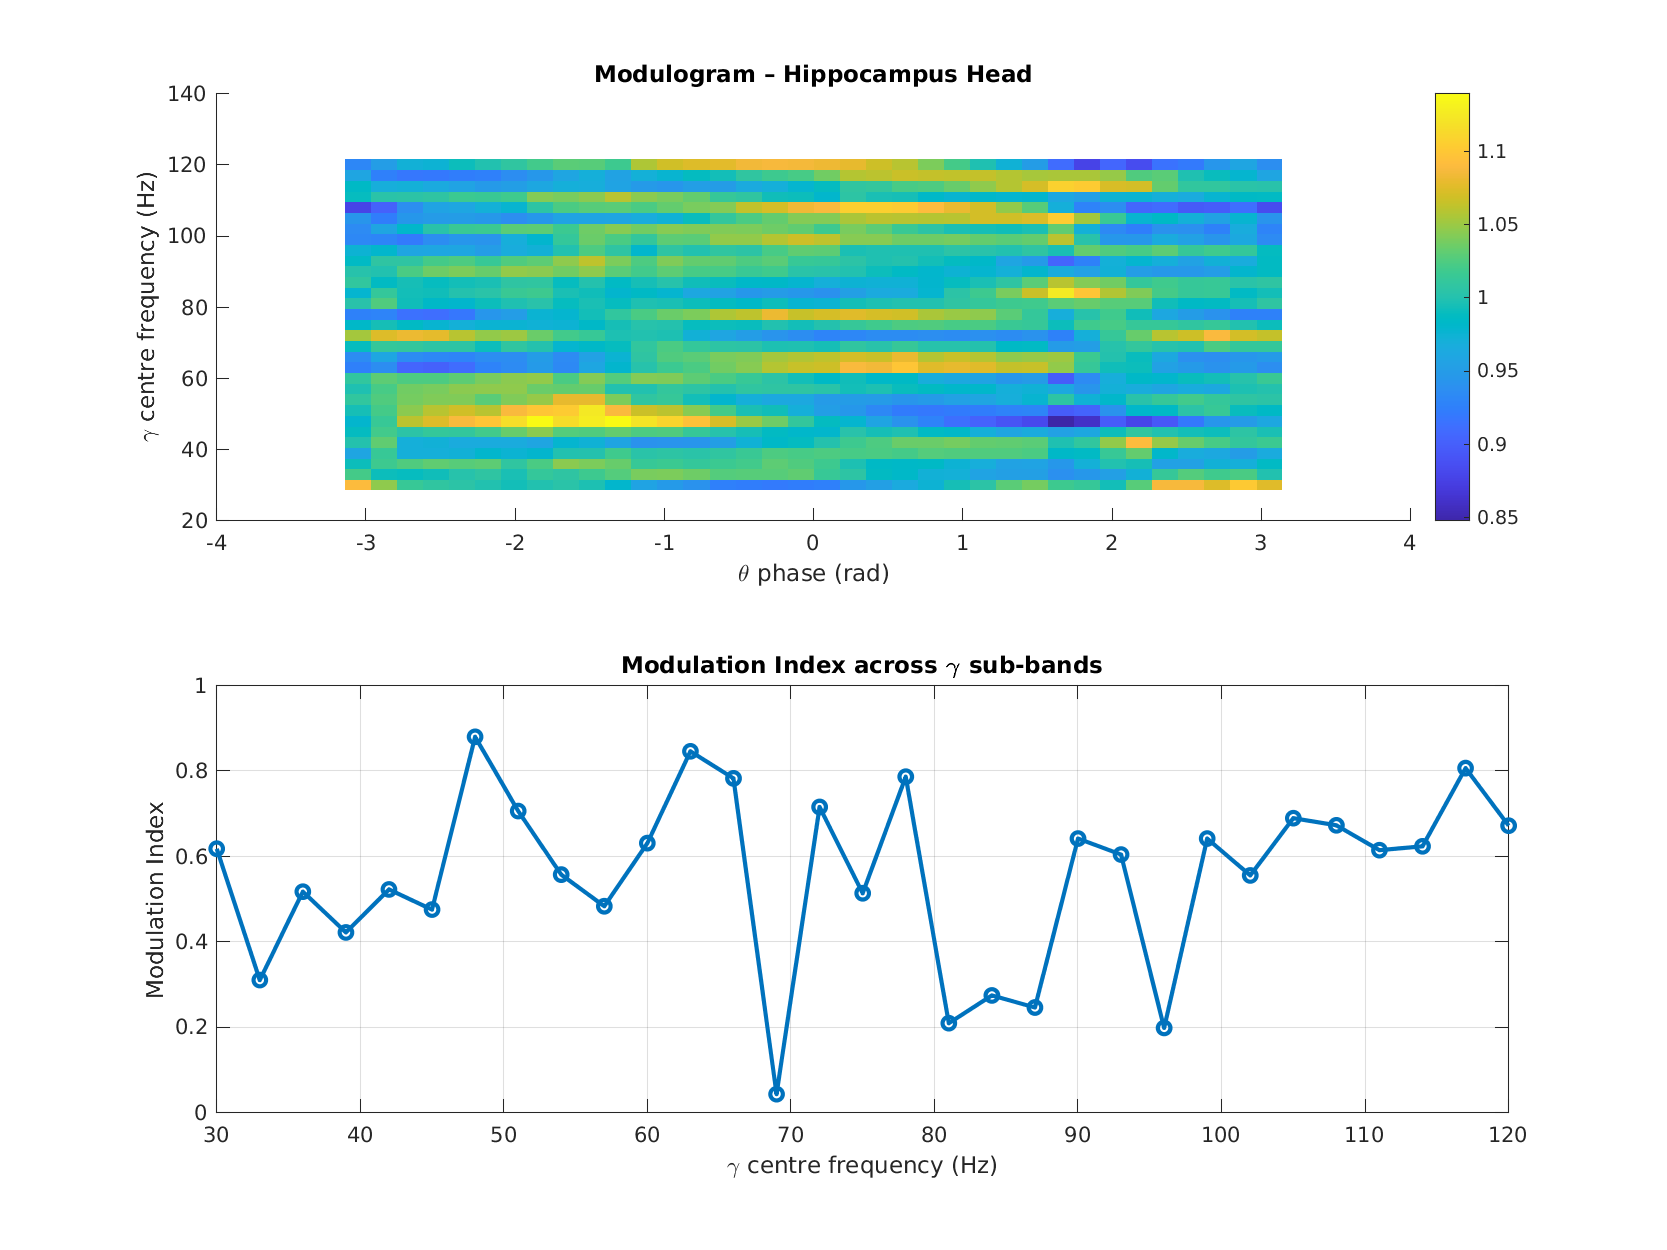 Modulogram – Hippocampus Head
γ centre frequency (Hz)
140
120
100
80
60
40
20
-4 -3 -2 -1 0 1 2 3 4
θ phase (rad)
1.1
1.05
1
0.95
0.9
0.85
Modulation Index across γ sub-bands
Modulation Index
1
0.8
0.6
0.4
0.2
0
30 40 50 60 70 80 90 100 110 120
γ centre frequency (Hz)